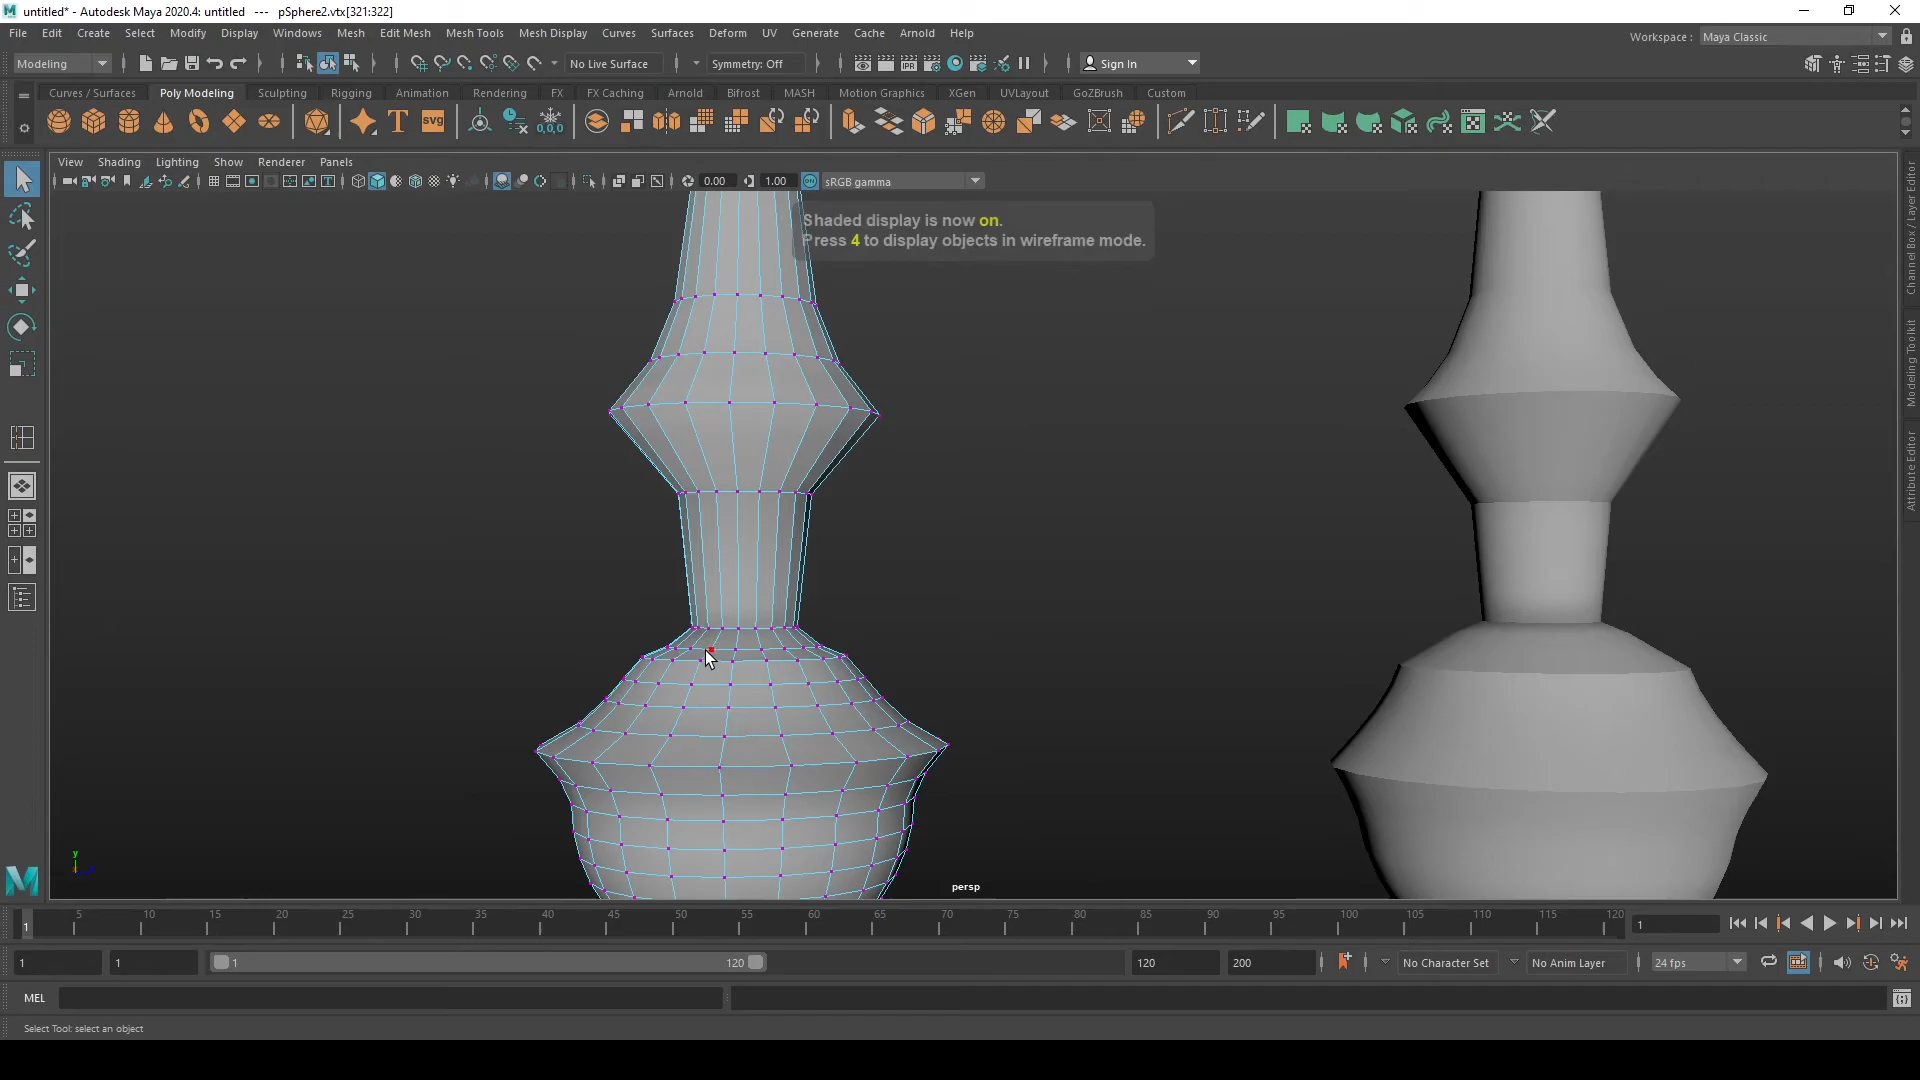 untitled* - Autodesk Maya 2020.4: untitled   ---   pSphere2.vtx[321:322]
File Edit Create Select Modify Display Windows Mesh Edit Mesh Mesh Tools Mesh Display Curves Surfaces Deform UV Generate Cache Arnold Help
Workspace : Maya Classic
Modeling No Live Surface Symmetry: Off IPR Sign In
Curves / Surfaces Poly Modeling Sculpting Rigging Animation Rendering FX FX Caching Arnold Bifrost MASH Motion Graphics XGen UVLayout GoZBrush Custom
T SVG 0,0,0
View Shading Lighting Show Renderer Panels
0.00 1.00 ON sRGB gamma
Shaded display is now on.
Press 4 to display objects in wireframe mode.
Channel Box / Layer Editor
Modeling Toolkit
Attribute Editor
y
persp
1 5 10 15 20 25 30 35 40 45 50 55 60 65 70 75 80 85 90 95 100 105 110 115 120 1
1 1 1 120 120 200 No Character Set No Anim Layer 24 fps
MEL
Select Tool: select an object